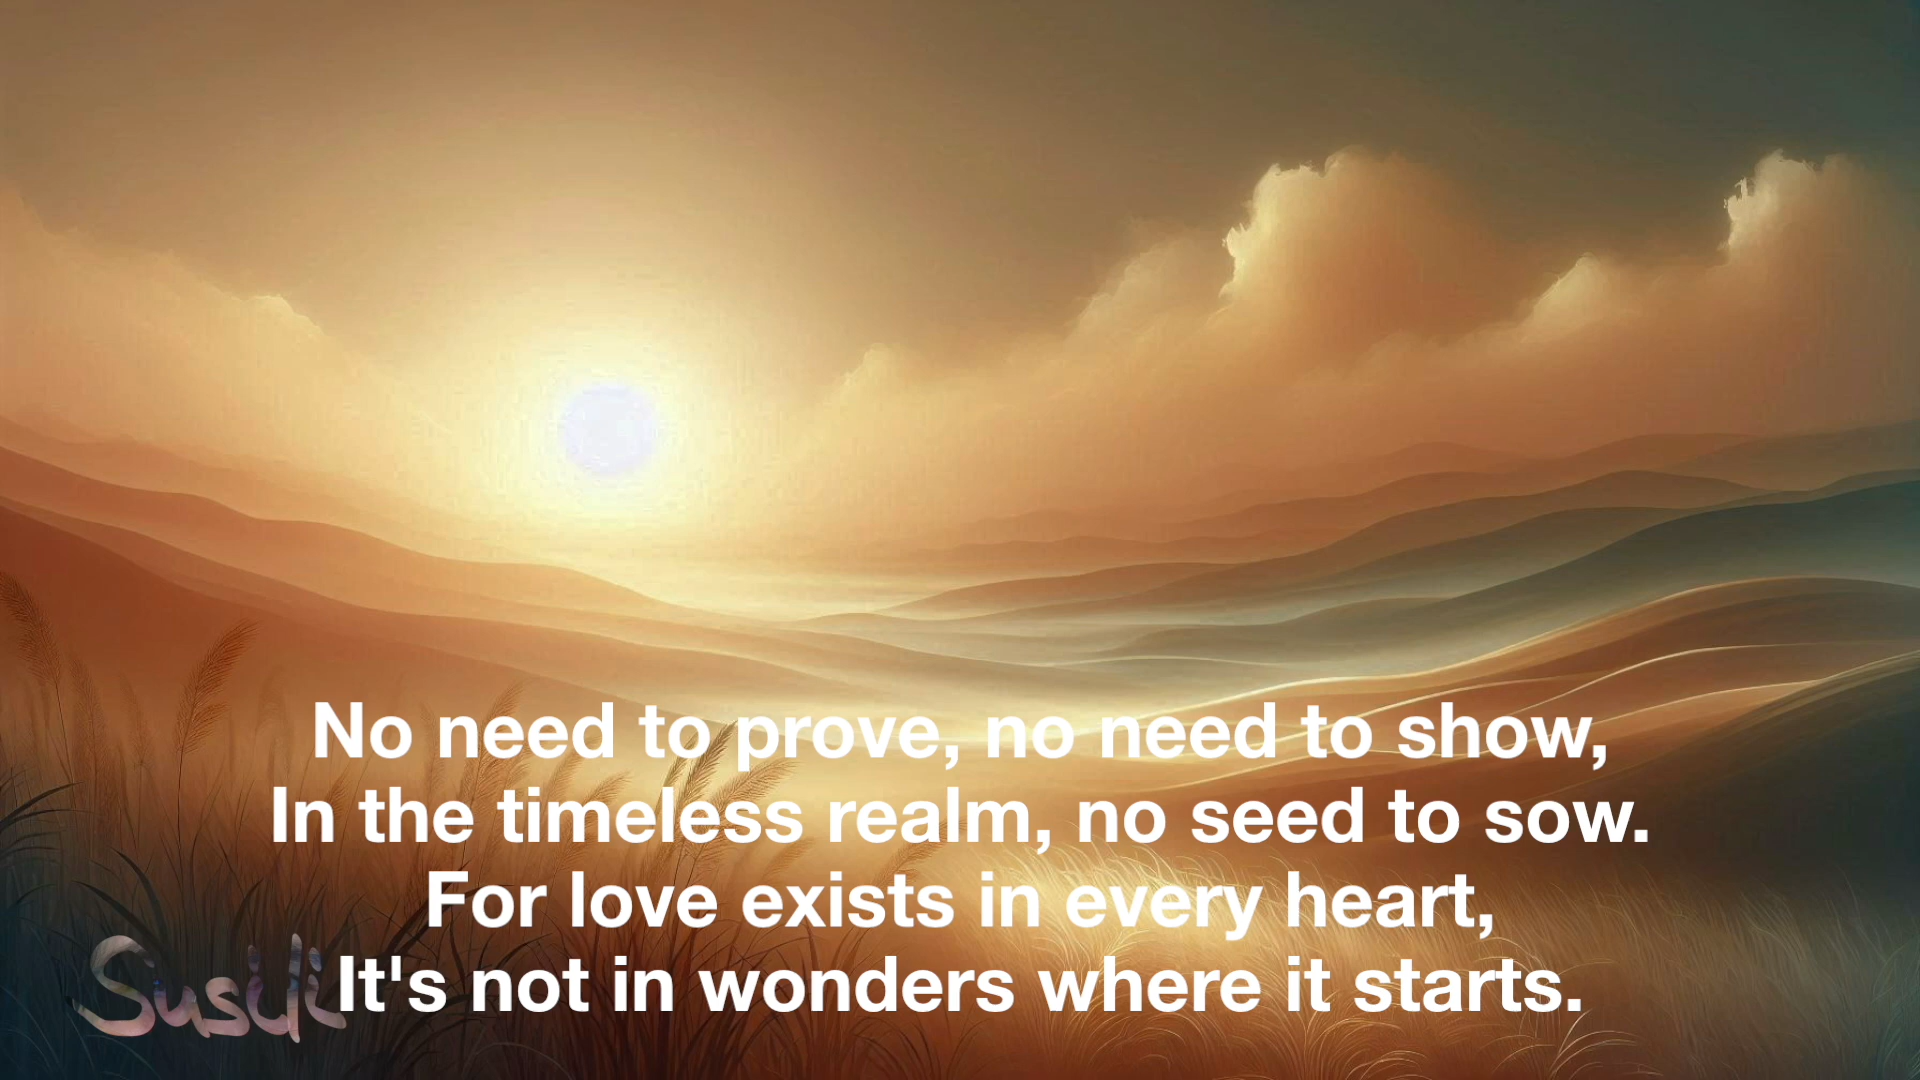 No need to prove, no need to show,
In the timeless realm, no seed to sow.
For love exists in every heart,
It's not in wonders where it starts.